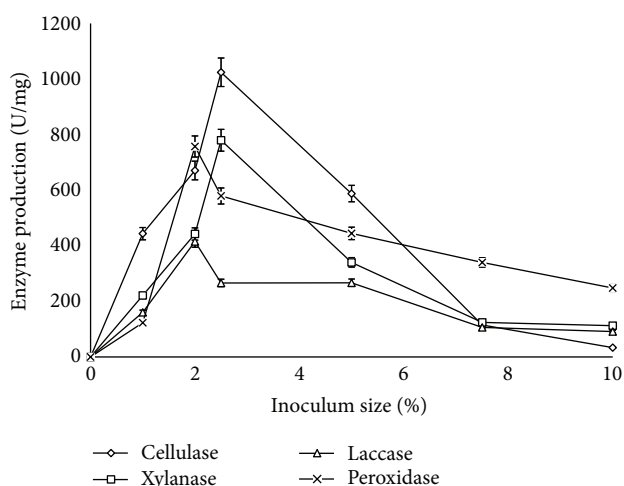 1200
1000
800
600
400
200
0
Enzyme production (U/mg)
0 2 4 6 8 10
Inoculum size (%)
Cellulase Laccase
Xylanase Peroxidase